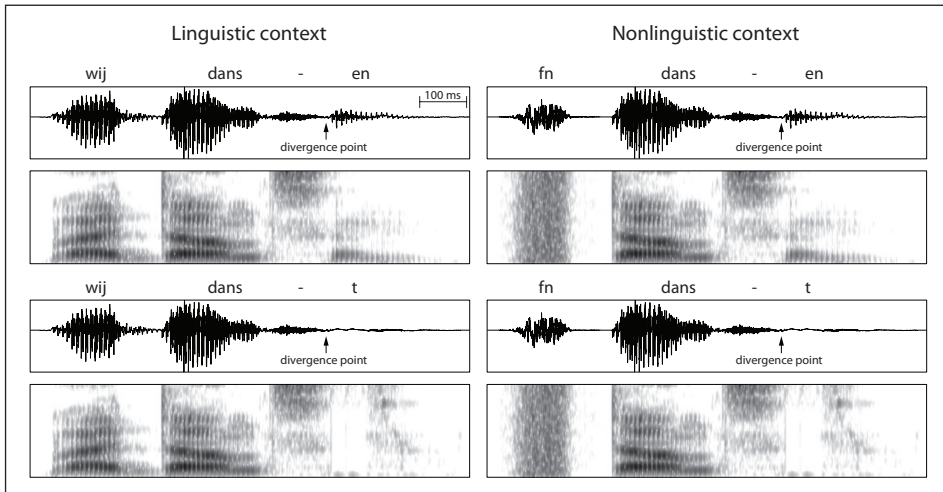 Linguistic context
wij dans - en
100 ms
divergence point
wij dans - t
divergence point
Nonlinguistic context
fn dans - en
divergence point
fn dans - t
divergence point